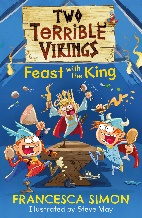 TWO
TERRIBLE
VIKINGS
Feast with the King
FRANCESCA SIMON
Illustrated by Steve May